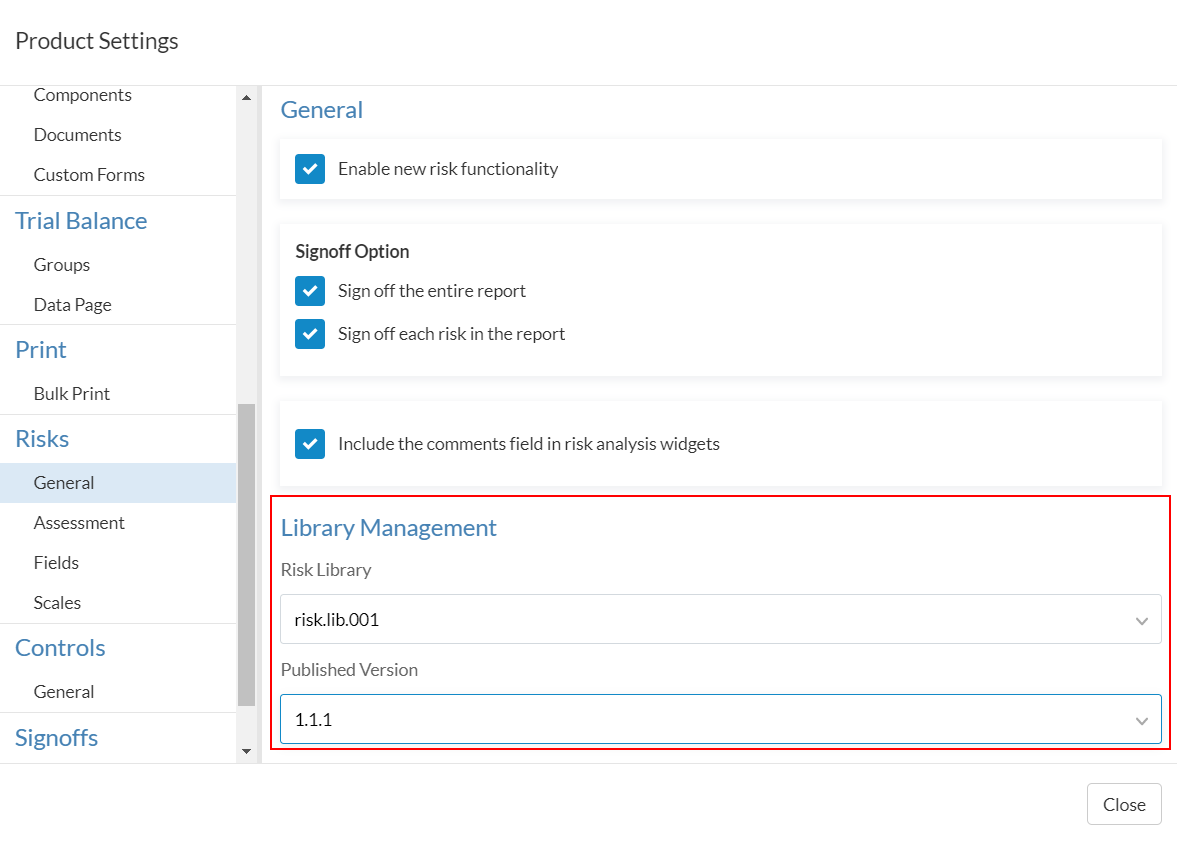 Product Settings
Components
Documents
Custom Forms
Trial Balance
Groups
Data Page
Print
Bulk Print
Risks
General
Assessment
Fields
Scales
Controls
General
Signoffs
General
Enable new risk functionality
Signoff Option
Sign off the entire report
Sign off each risk in the report
Include the comments field in risk analysis widgets
Library Management
Risk Library
risk.lib.001
Published Version
1.1.1
Close